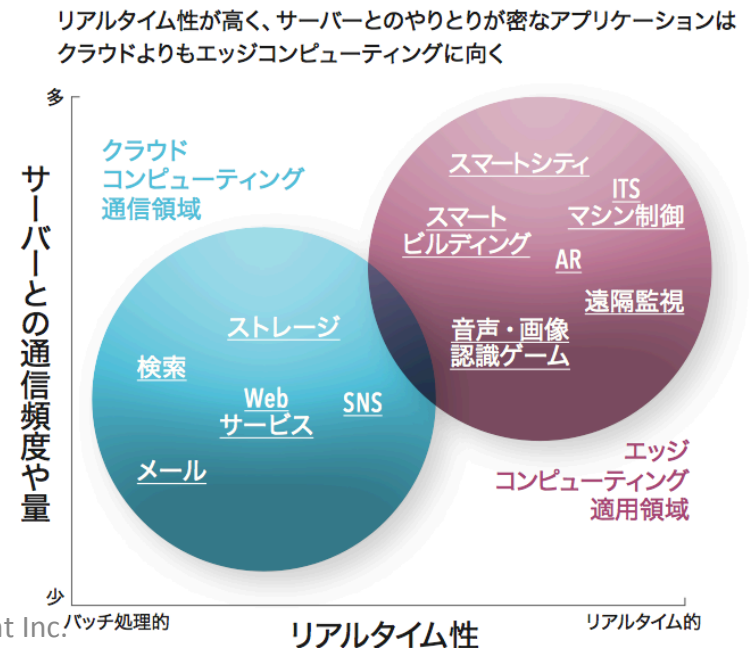 リアルタイム性が高く、サーバーとのやりとりが密なアプリケーションは
クラウドよりもエッジコンピューティングに向く
多
クラウド
コンピューティング
通信領域
サーバーとの通信頻度や量
スマートシティ
ITS
マシン制御
スマート
ビルディング
AR
遠隔監視
音声・画像
認識ゲーム
ストレージ
検索
Web
サービス
SNS
メール
エッジ
コンピューティング
適用領域
少
バッチ処理的
リアルタイム性
リアルタイム的
nt Inc.